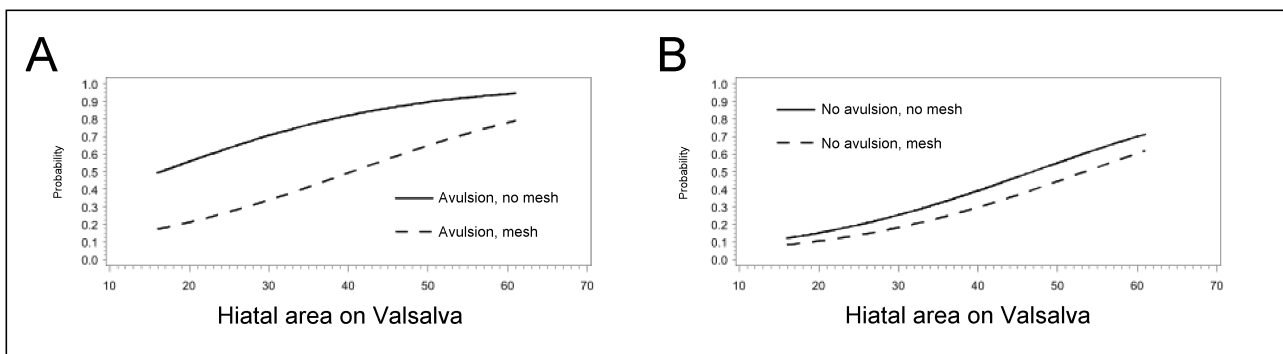 A
Probability
1.0
0.9
0.8
0.7
0.6
0.5
0.4
0.3
0.2
0.1
0.0
Avulsion, no mesh
Avulsion, mesh
10 20 30 40 50 60 70
Hiatal area on Valsalva
B
Probability
1.0
0.9
0.8
0.7
0.6
0.5
0.4
0.3
0.2
0.1
0.0
No avulsion, no mesh
No avulsion, mesh
10 20 30 40 50 60 70
Hiatal area on Valsalva